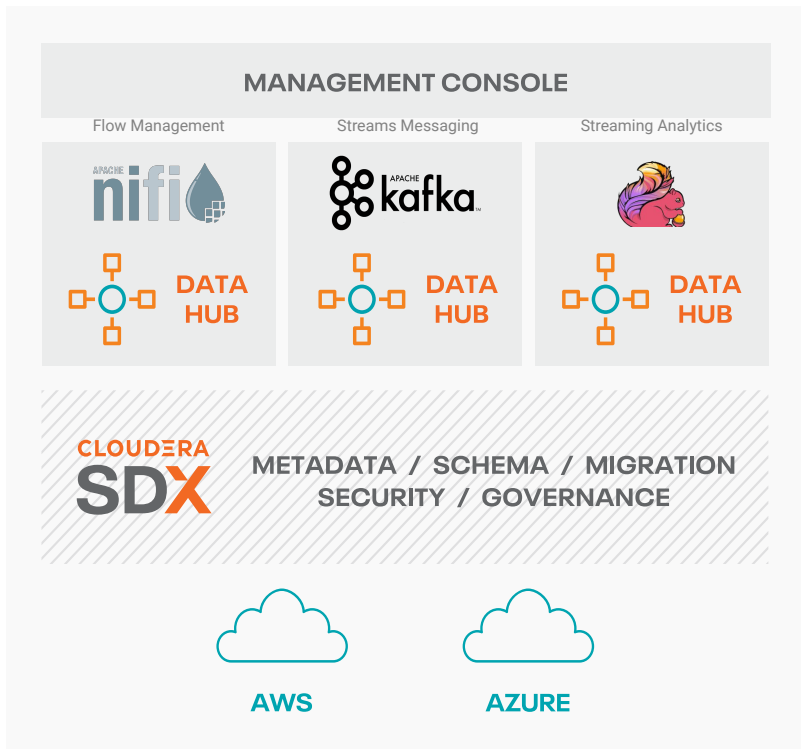 MANAGEMENT CONSOLE
Flow Management
Streams Messaging
Streaming Analytics
APACHE
nifi
APACHE
kafka
TM
DATA
HUB
DATA
HUB
DATA
HUB
CLOUDERA
SDX
METADATA / SCHEMA / MIGRATION
SECURITY / GOVERNANCE
AWS
AZURE